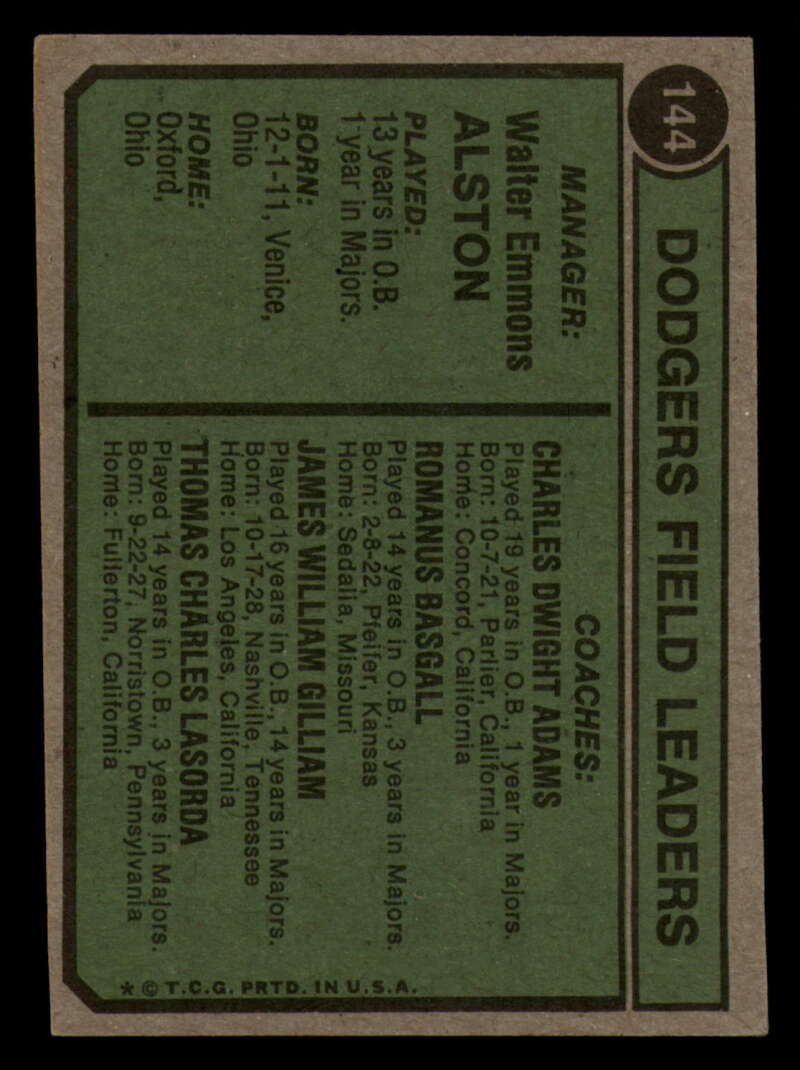 144
DODGERS FIELD LEADERS
MANAGER:
Walter Emmons
ALSTON
PLAYED:
13 years in O.B.
1 year in Majors.
BORN:
12-1-11, Venice,
Ohio
HOME:
Oxford,
Ohio
COACHES:
CHARLES DWIGHT ADAMS
Played 19 years in O.B., 1 year in Majors.
Born: 10-7-21, Parlier, California
Home: Concord, California
ROMANUS BASGALL
Played 14 years in O.B., 3 years in Majors.
Born: 2-8-22, Pfeifer, Kansas
Home: Sedalia, Missouri
JAMES WILLIAM GILLIAM
Played 16 years in O.B., 14 years in Majors.
Born: 10-17-28, Nashville, Tennessee
Home: Los Angeles, California
THOMAS CHARLES LASORDA
Played 14 years in O.B., 3 years in Majors.
Born: 9-22-27, Norristown, Pennsylvania
Home: Fullerton, California
* © T.C.G. PRTD. IN U.S.A.